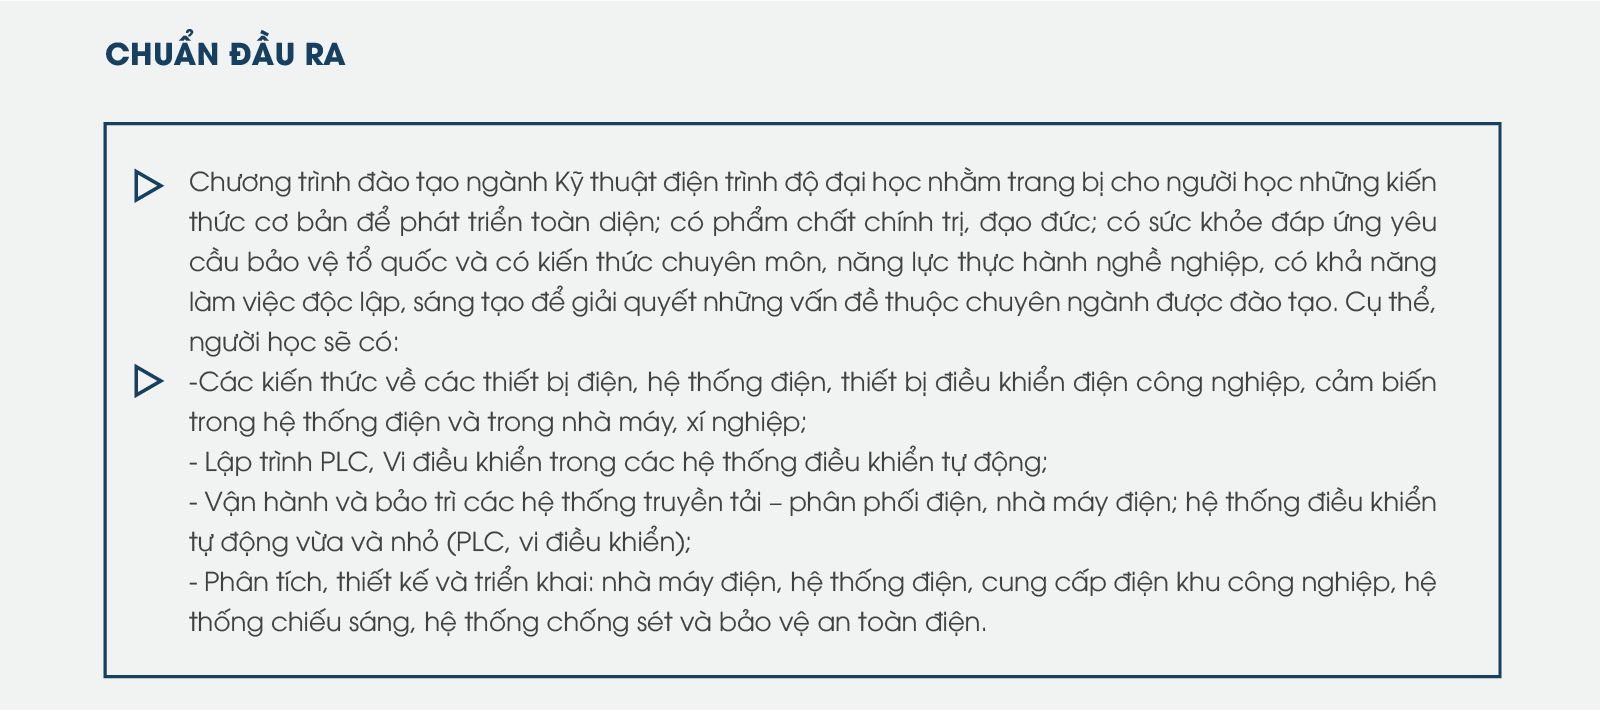 CHUẨN ĐẦU RA
Chương trình đào tạo ngành Kỹ thuật điện trình độ đại học nhằm trang bị cho người học những kiến
thức cơ bản để phát triển toàn diện; có phẩm chất chính trị, đạo đức; có sức khỏe đáp ứng yêu
cầu bảo vệ tổ quốc và có kiến thức chuyên môn, năng lực thực hành nghề nghiệp, có khả năng
làm việc độc lập, sáng tạo để giải quyết những vấn đề thuộc chuyên ngành được đào tạo. Cụ thể,
người học sẽ có:
-Các kiến thức về các thiết bị điện, hệ thống điện, thiết bị điều khiển điện công nghiệp, cảm biến
trong hệ thống điện và trong nhà máy, xí nghiệp;
- Lập trình PLC, Vi điều khiển trong các hệ thống điều khiển tự động;
- Vận hành và bảo trì các hệ thống truyền tải – phân phối điện, nhà máy điện; hệ thống điều khiển
tự động vừa và nhỏ (PLC, vi điều khiển);
- Phân tích, thiết kế và triển khai: nhà máy điện, hệ thống điện, cung cấp điện khu công nghiệp, hệ
thống chiếu sáng, hệ thống chống sét và bảo vệ an toàn điện.